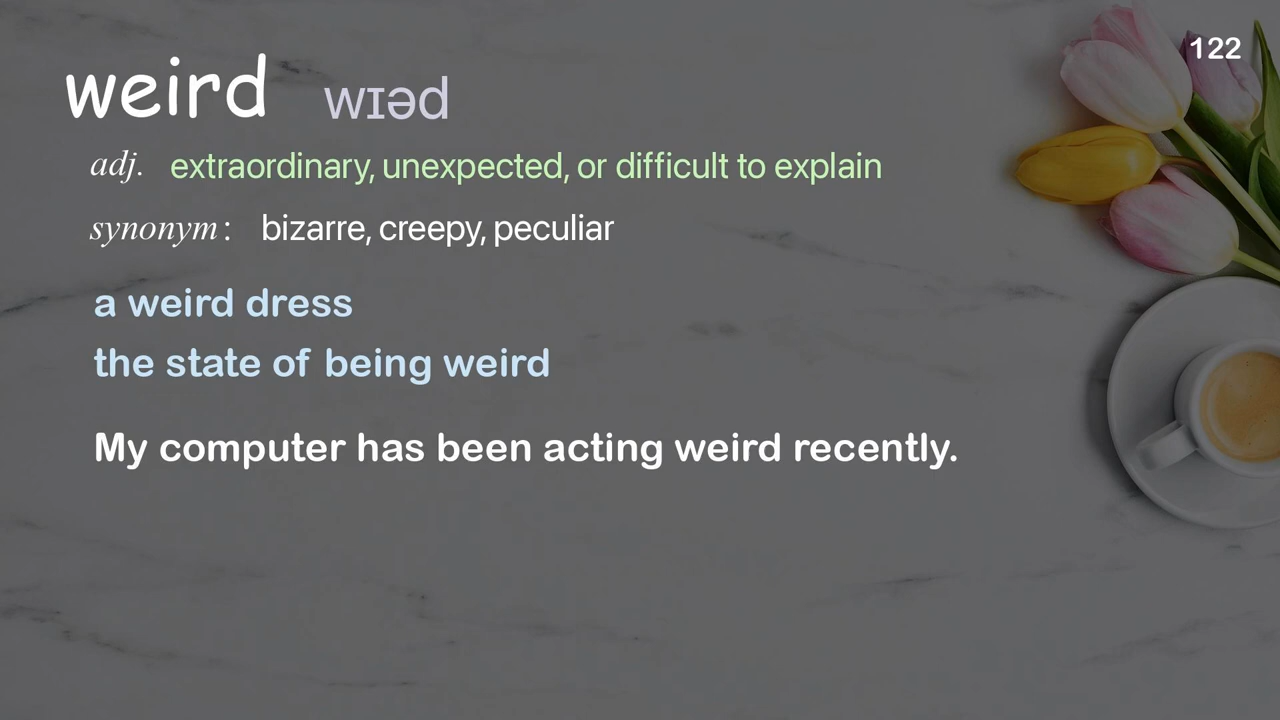 122
weird wɪəd
adj. extraordinary, unexpected, or difficult to explain
synonym : bizarre, creepy, peculiar
a weird dress
the state of being weird
My computer has been acting weird recently.